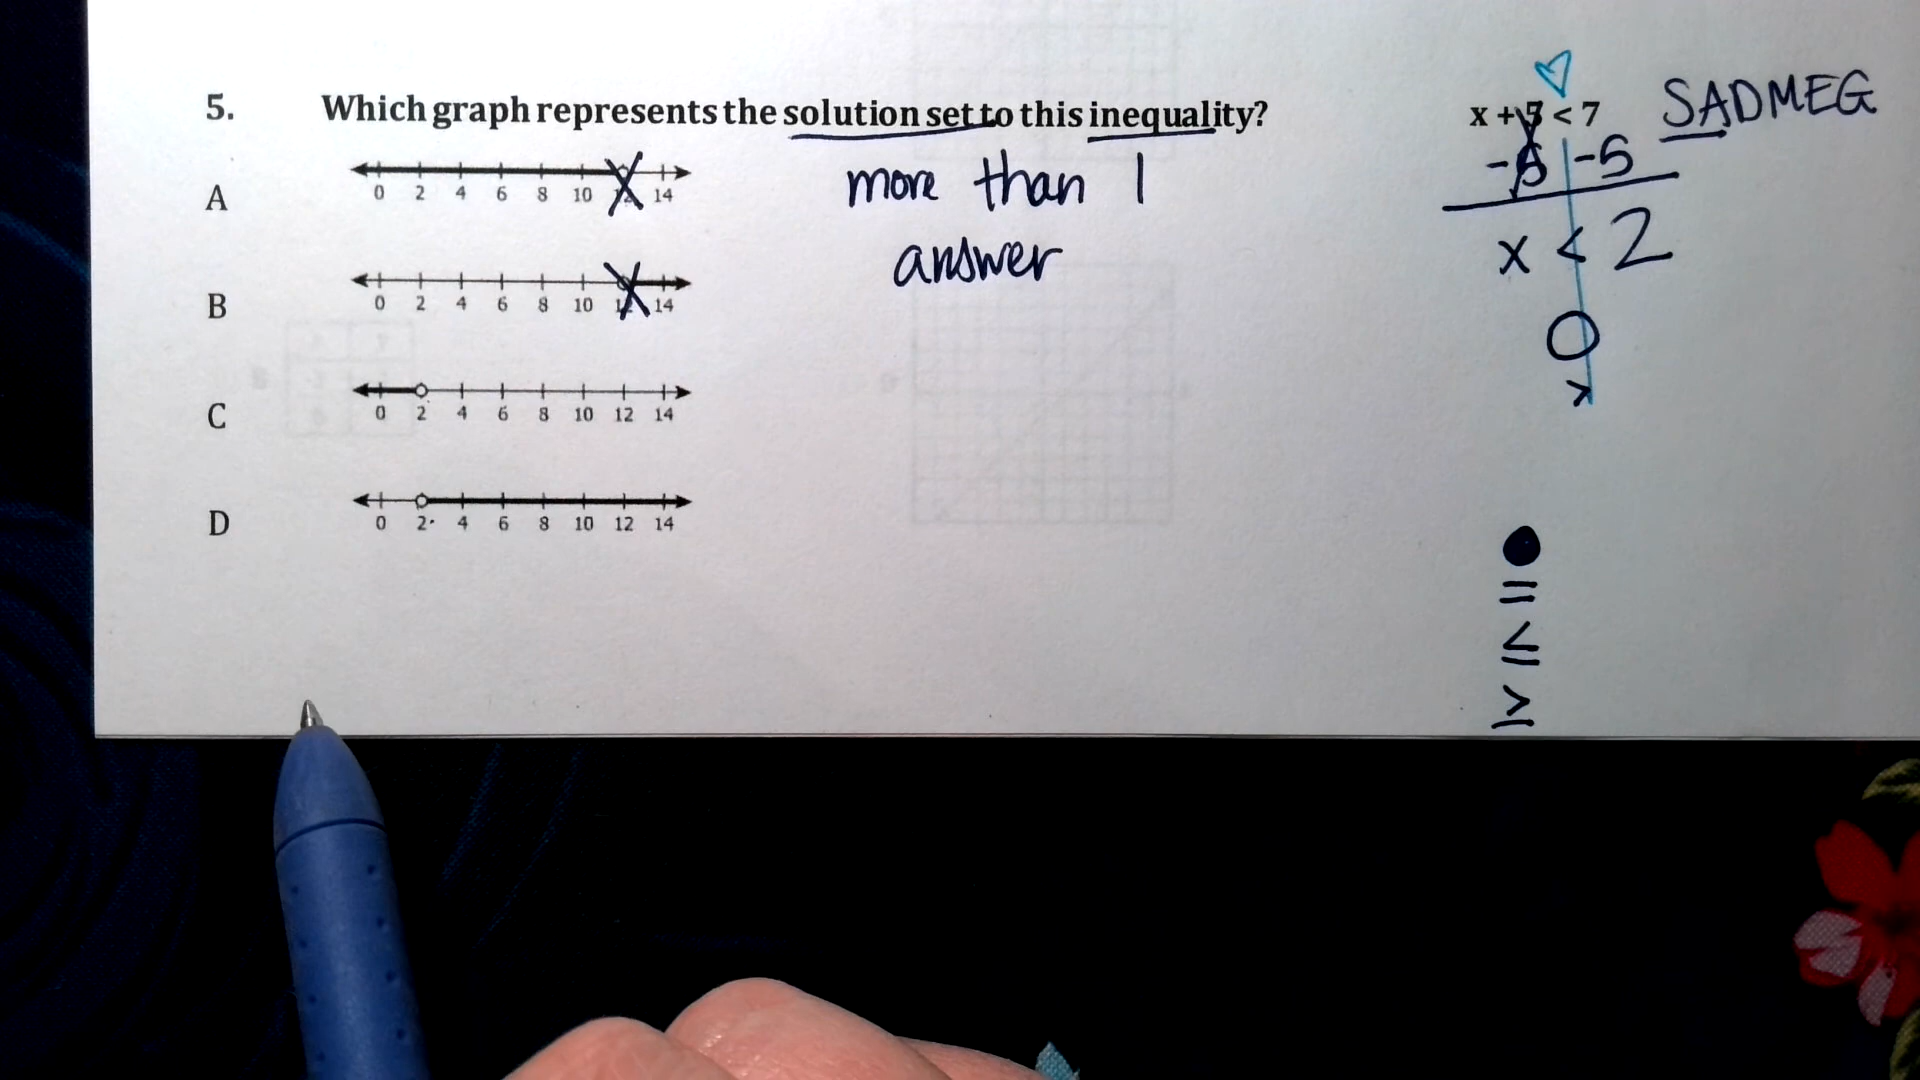 5. Which graph represents the solution set to this inequality?
x + 5 < 7
SADMEG
-5 -5
x < 2
more than 1
answer
A
0 2 4 6 8 10 14
B
0 2 4 6 8 10 14
C
0 2 4 6 8 10 12 14
D
0 2 4 6 8 10 12 14
>
=
≤
≥